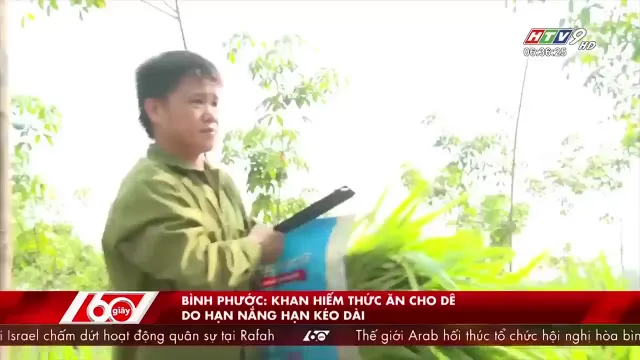 HTV9 HD
06:36:25
60 giây
BÌNH PHƯỚC: KHAN HIẾM THỨC ĂN CHO DÊ
DO HẠN NẮNG HẠN KÉO DÀI
i Israel chấm dứt hoạt động quân sự tại Rafah
60
Thế giới Arab hối thúc tổ chức hội nghị hòa bìn